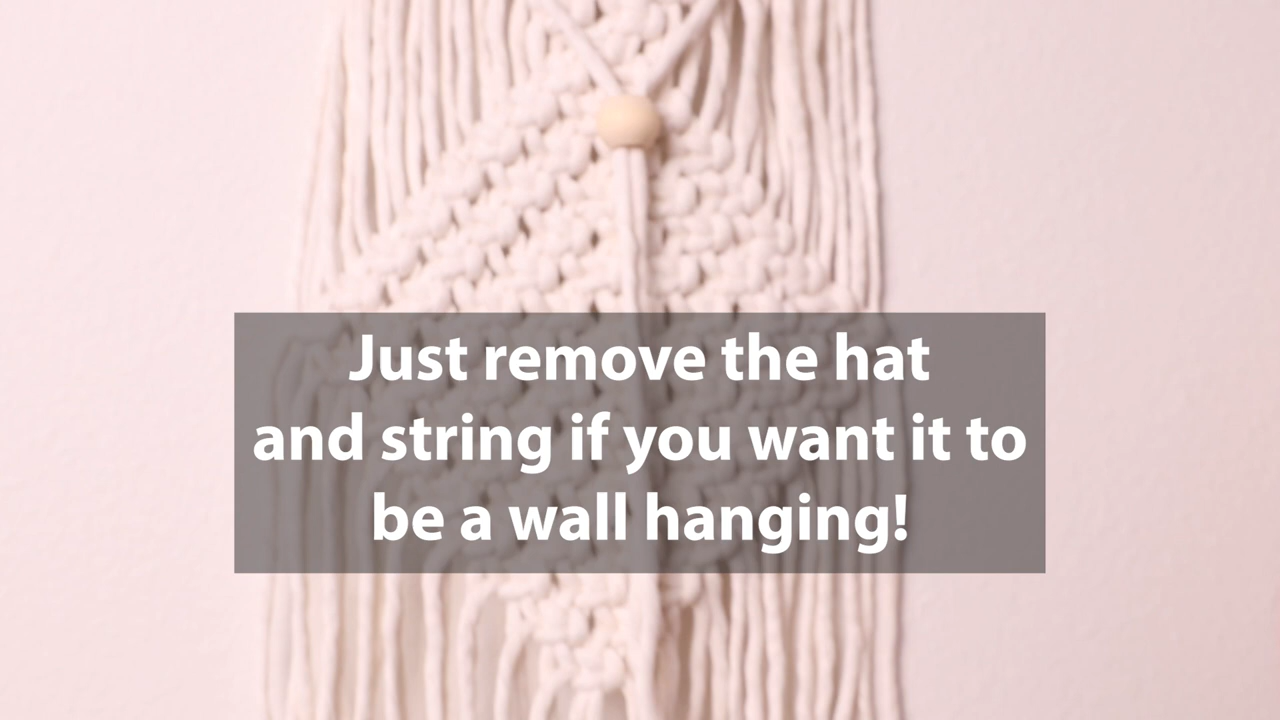 Just remove the hat
and string if you want it to
be a wall hanging!